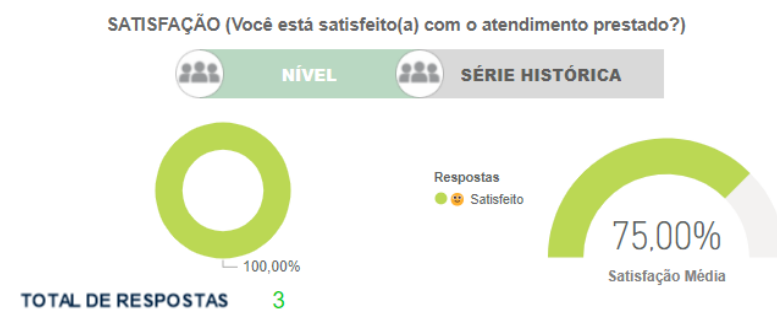 SATISFAÇÃO (Você está satisfeito(a) com o atendimento prestado?)
NÍVEL
SÉRIE HISTÓRICA
Respostas
Satisfeito
100,00%
75,00%
Satisfação Média
TOTAL DE RESPOSTAS 3